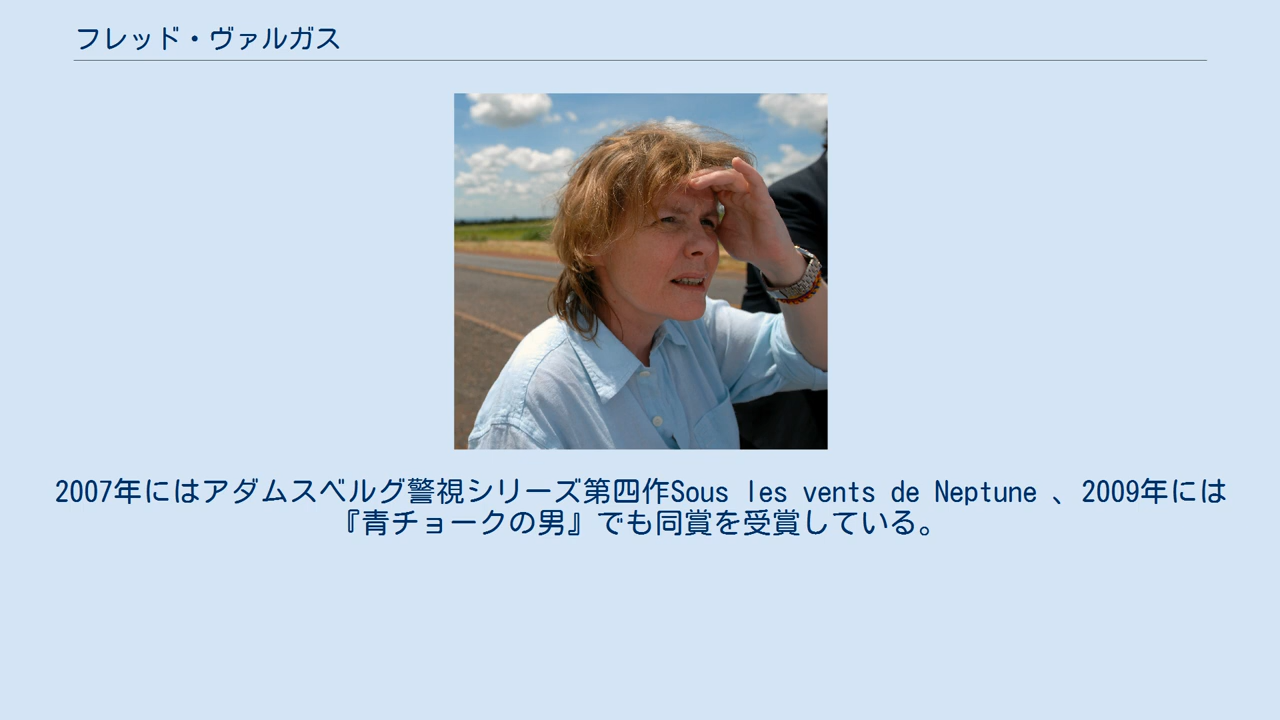 フレッド・ヴァルガス
2007年にはアダムスベルグ警視シリーズ第四作Sous les vents de Neptune 、2009年には
『青チョークの男』でも同賞を受賞している。